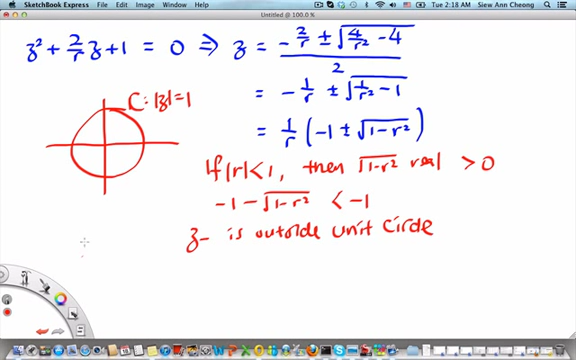 SketchBook Express File Edit Image Window Help Tue 2:18 AM Siew Ann Cheong
Untitled @ 100.0 %
z² + 2/r z + 1 = 0 ⇒ z = (-2/r ± √(4/r² - 4))/2
= -1/r ± √(1/r² - 1)
C: |z| = 1
= 1/r (-1 ± √(1-r²))
If |r| < 1, then √(1-r²) real > 0
-1 - √(1-r²) < -1
z- is outside unit circle